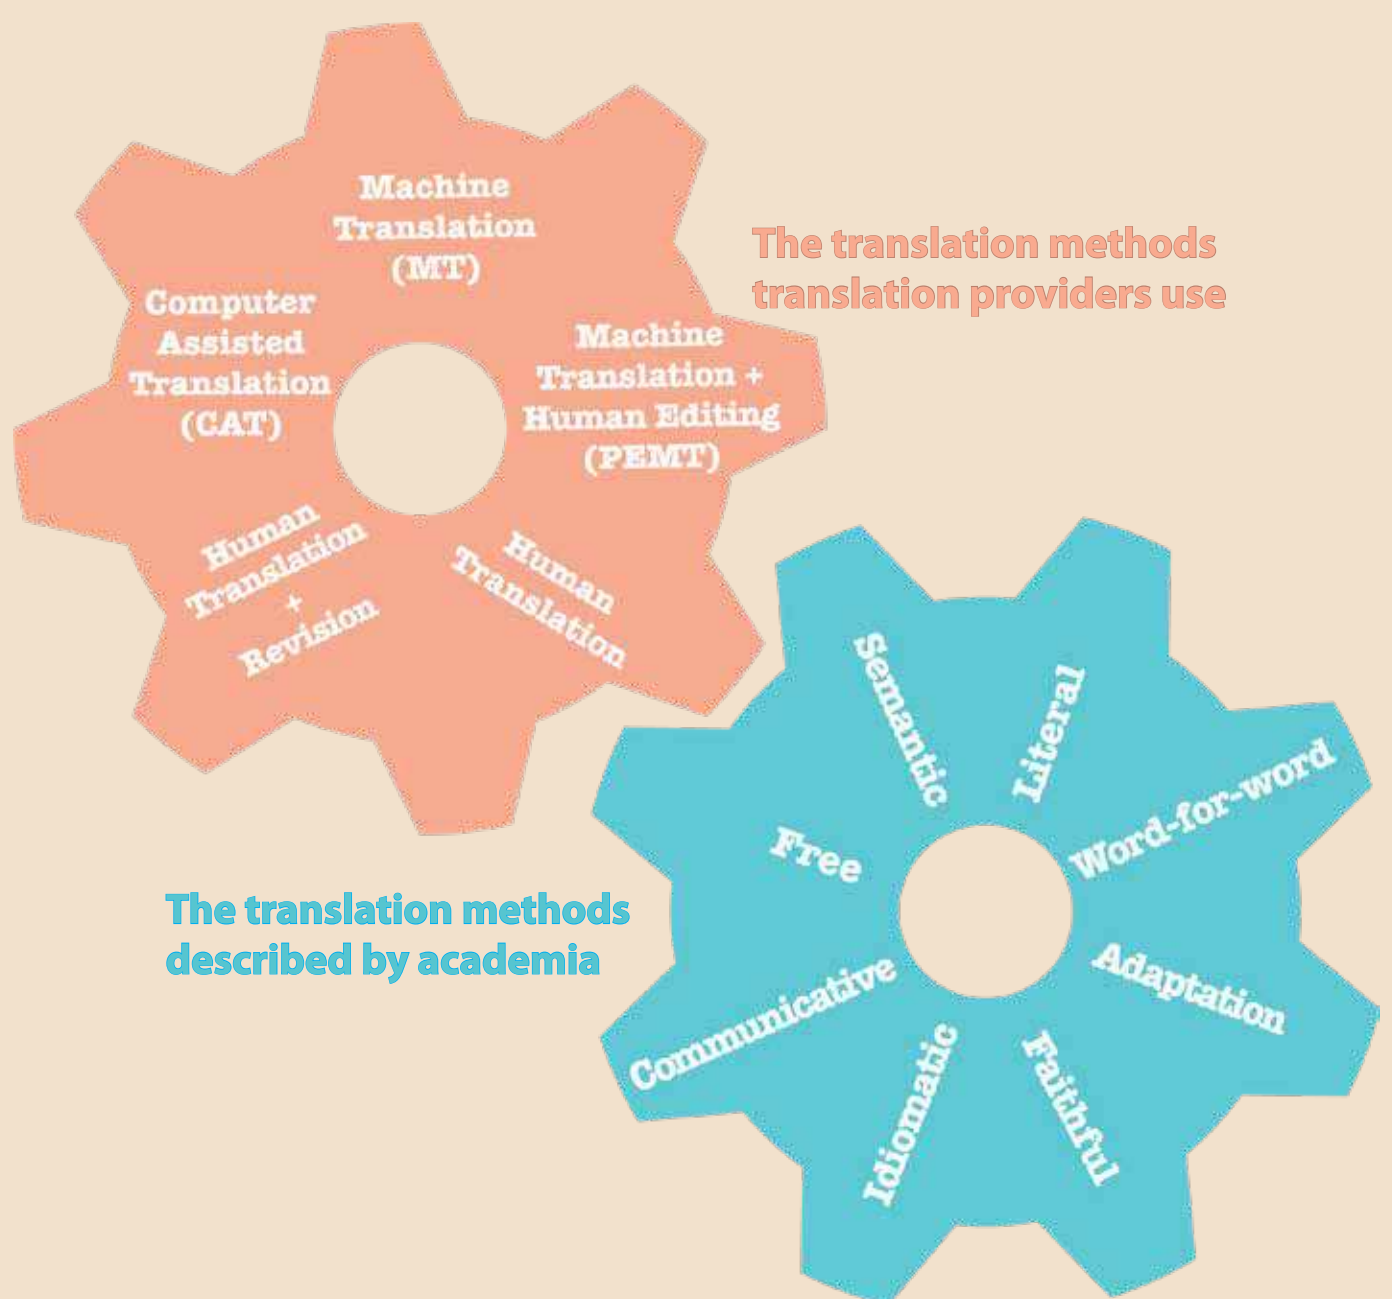 Machine
Translation
(MT)
The translation methods
translation providers use
Computer
Assisted
Translation
(CAT)
Machine
Translation +
Human Editing
(PEMT)
Human
Translation
+
Revision
Human
Translation
Semantic
Literal
Word-for-word
Free
The translation methods
described by academia
Adaptation
Communicative
Idiomatic
Faithful